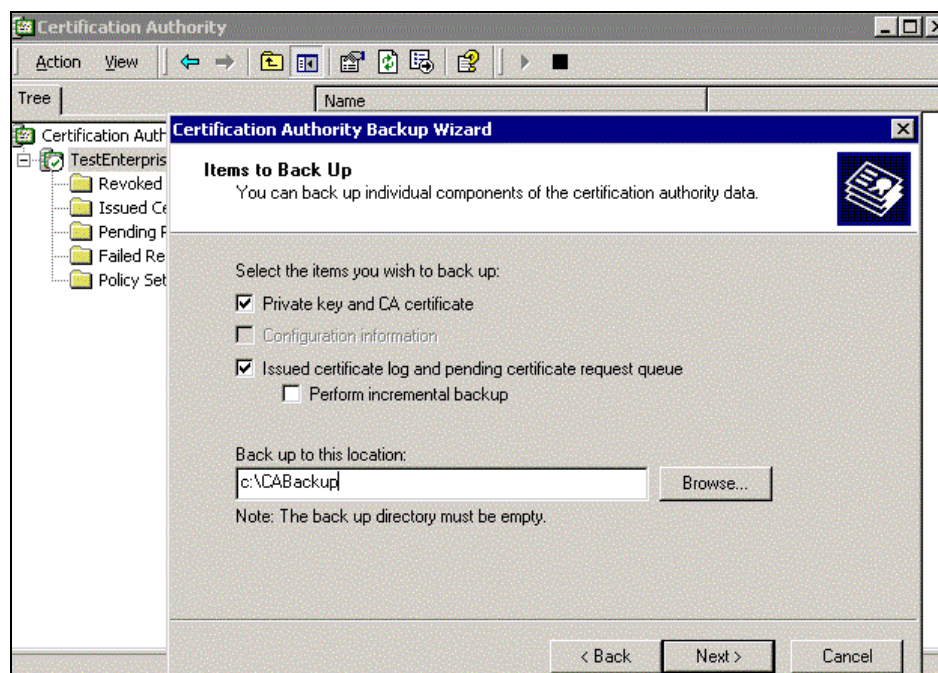 Certification Authority
Action View
Tree
Name
Certification Auth
TestEnterpris
Revoked
Issued Ce
Pending R
Failed Re
Policy Set
Certification Authority Backup Wizard
Items to Back Up
You can back up individual components of the certification authority data.
Select the items you wish to back up:
Private key and CA certificate
Configuration information
Issued certificate log and pending certificate request queue
Perform incremental backup
Back up to this location:
c:\CABackup
Browse...
Note: The back up directory must be empty.
< Back Next > Cancel